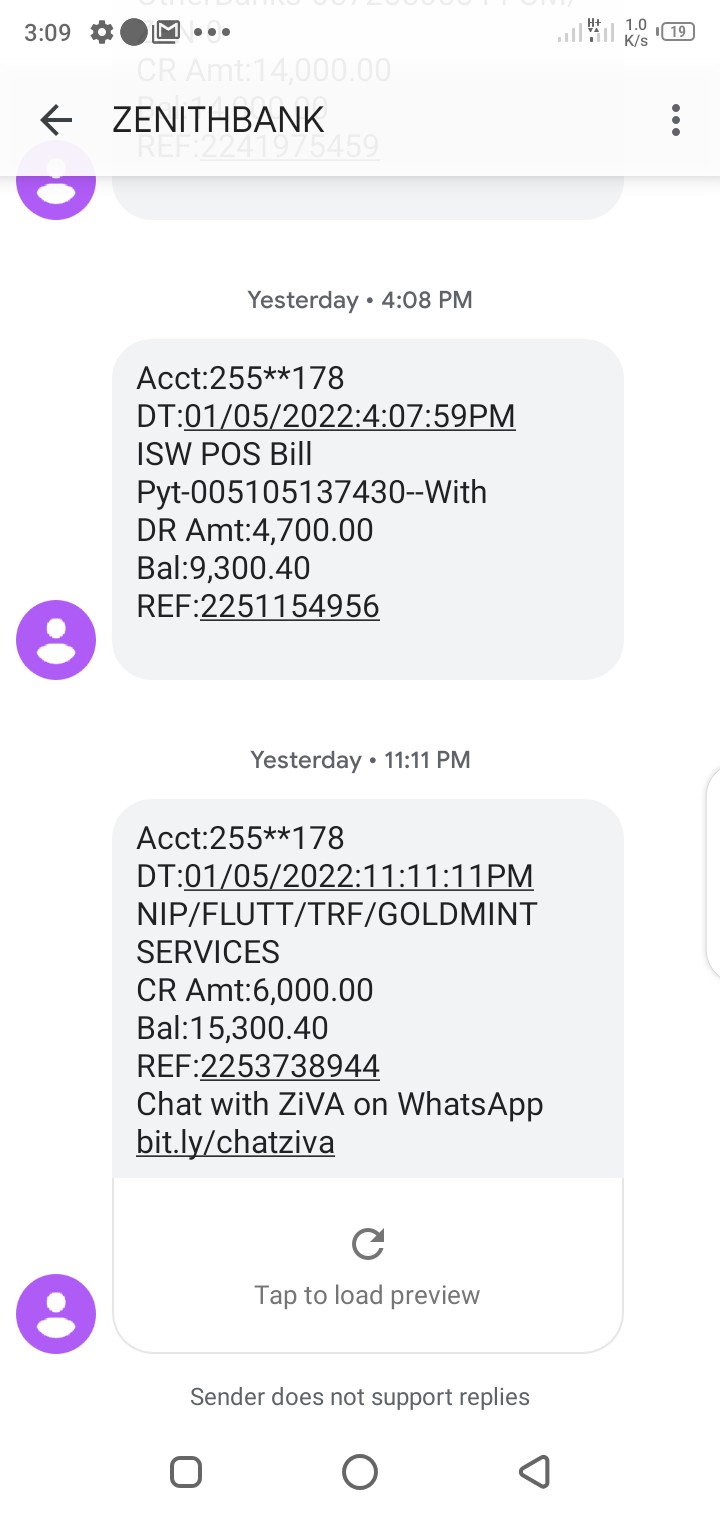 3:09
1.0
K/s
19
CR Amt:14,000.00
Bal:14,000.00
ZENITHBANK
REF:2241975459
Yesterday • 4:08 PM
Acct:255**178
DT:01/05/2022:4:07:59PM
ISW POS Bill
Pyt-005105137430--With
DR Amt:4,700.00
Bal:9,300.40
REF:2251154956
Yesterday • 11:11 PM
Acct:255**178
DT:01/05/2022:11:11:11PM
NIP/FLUTT/TRF/GOLDMINT
SERVICES
CR Amt:6,000.00
Bal:15,300.40
REF:2253738944
Chat with ZiVA on WhatsApp
bit.ly/chatziva
Tap to load preview
Sender does not support replies